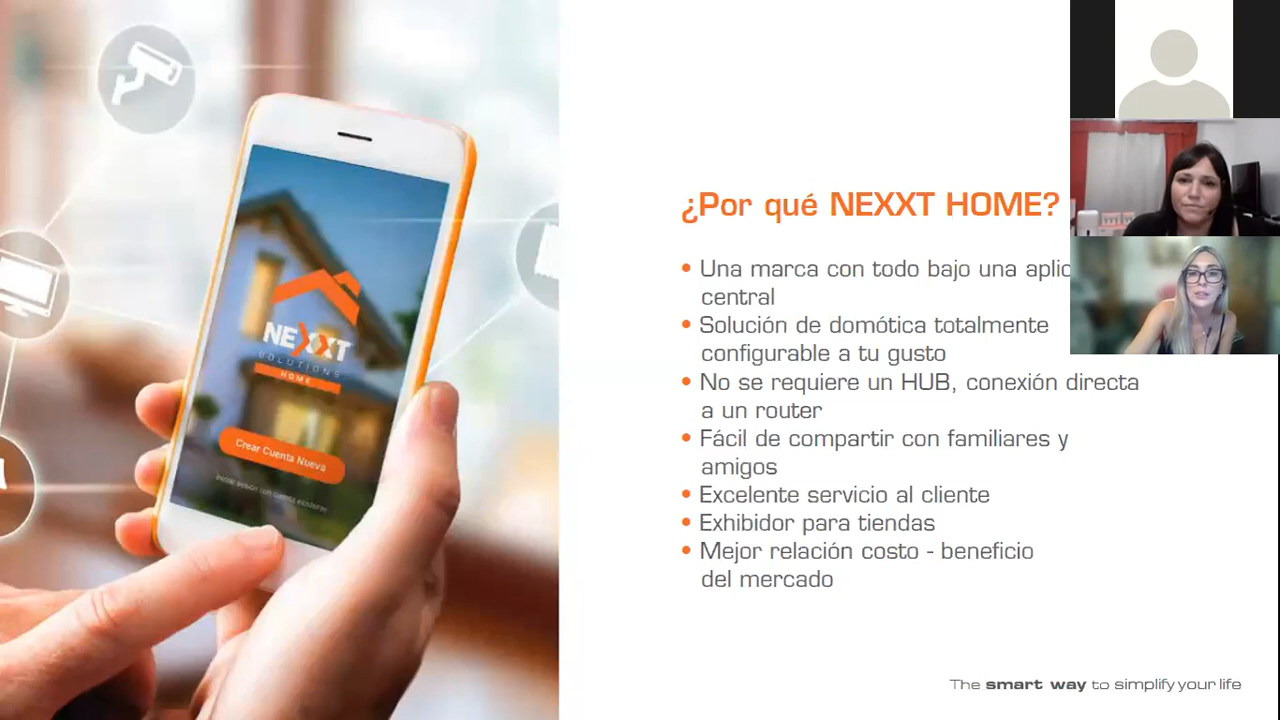 NEXXT
SOLUTIONS
HOME
Crear Cuenta Nueva
¿Por qué NEXXT HOME?
• Una marca con todo bajo una
central
• Solución de domótica totalmente
configurable a tu gusto
• No se requiere un HUB, conexión directa
a un router
• Fácil de compartir con familiares y
amigos
• Excelente servicio al cliente
• Exhibidor para tiendas
• Mejor relación costo - beneficio
del mercado
The smart way to simplify your life